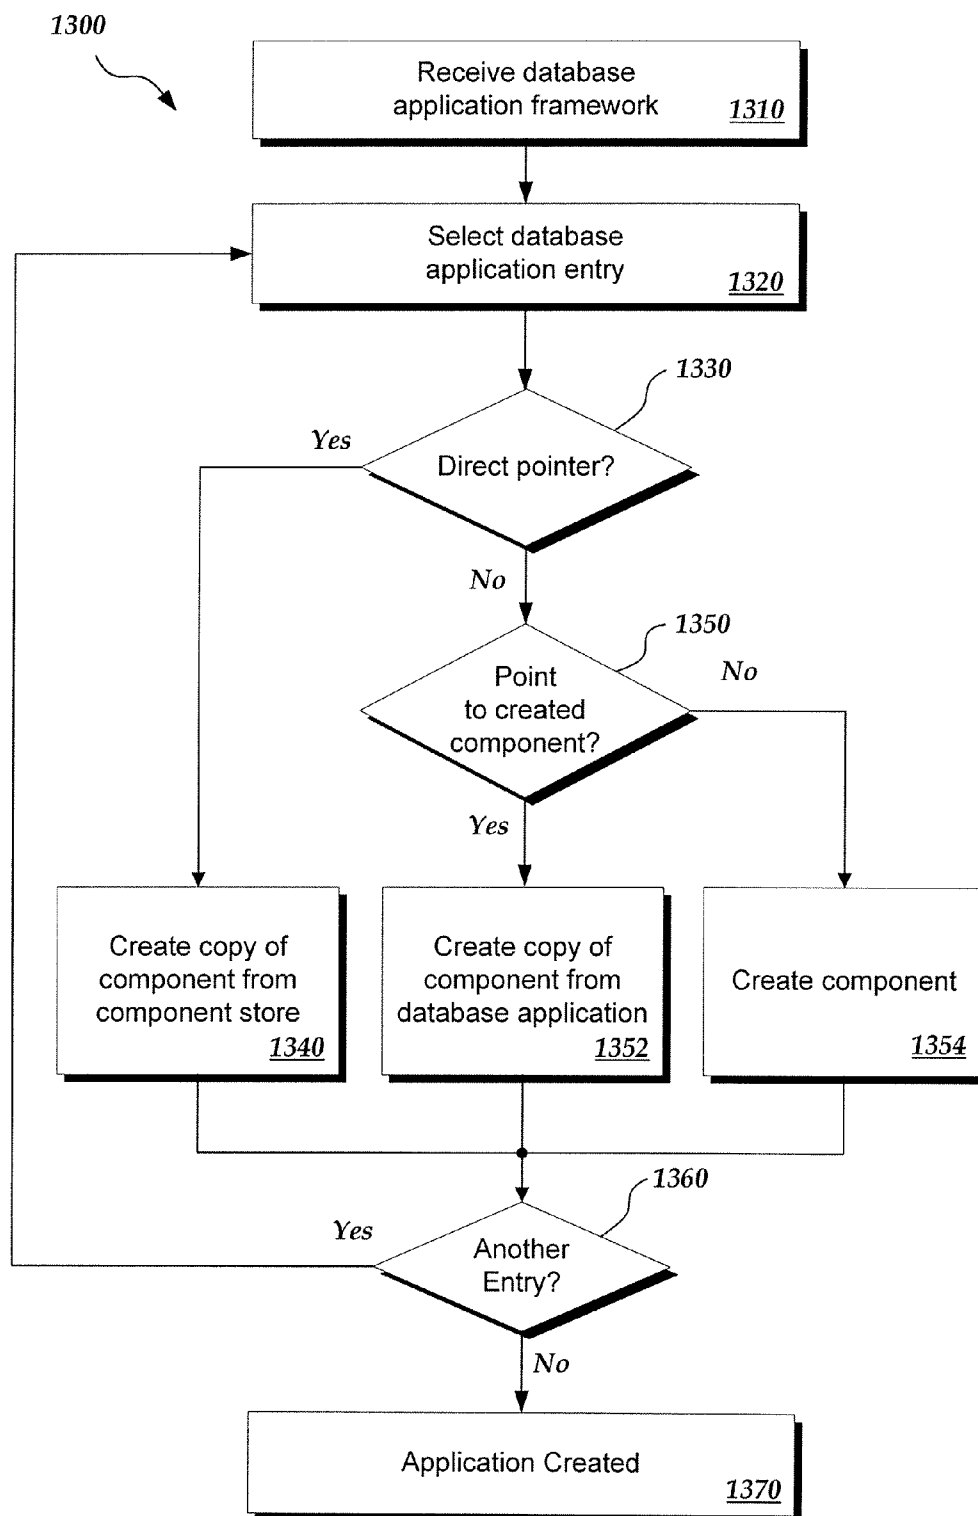 1300
Receive database
application framework
1310
Select database
application entry
1320
1330
Yes
Direct pointer?
No
1350
Point
to created
component?
No
Yes
Create copy of
component from
component store
1340
Create copy of
component from
database application
1352
Create component
1354
1360
Yes
Another
Entry?
No
Application Created
1370